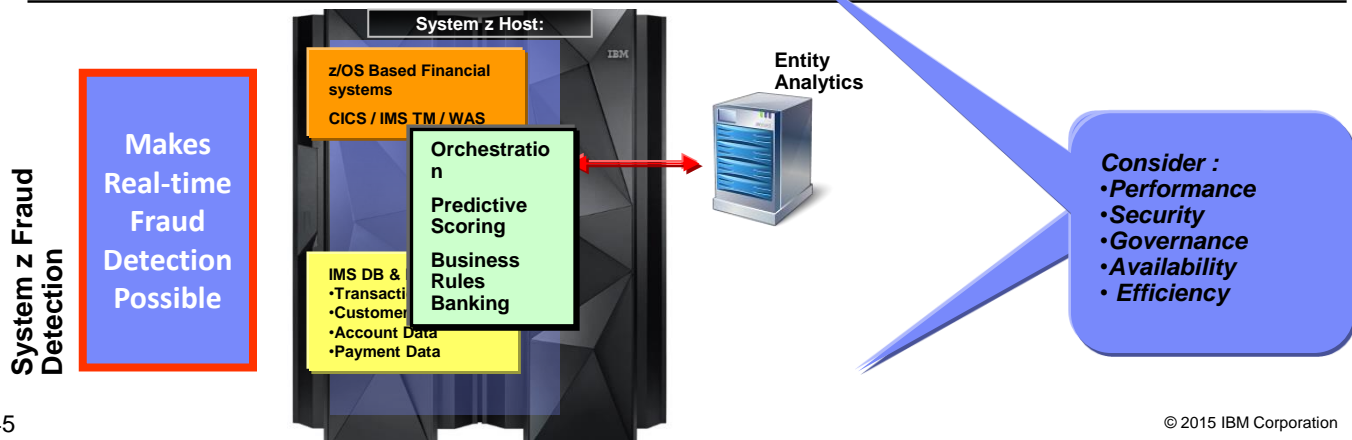 System z Host:
IBM
z/OS Based Financial
systems
CICS / IMS TM / WAS
Entity
Analytics
System z Fraud
Detection
Makes
Real-time
Fraud
Detection
Possible
Orchestratio
n
Predictive
Scoring
Business
Rules
Banking
IMS DB &
•Transacti
•Customer
•Account Data
•Payment Data
Consider :
•Performance
•Security
•Governance
•Availability
• Efficiency
5
© 2015 IBM Corporation